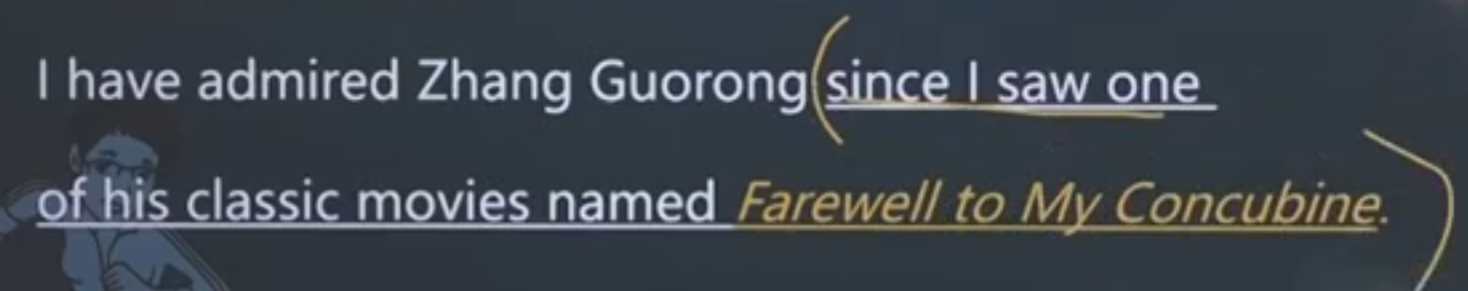 I have admired Zhang Guorong since I saw one
of his classic movies named Farewell to My Concubine.